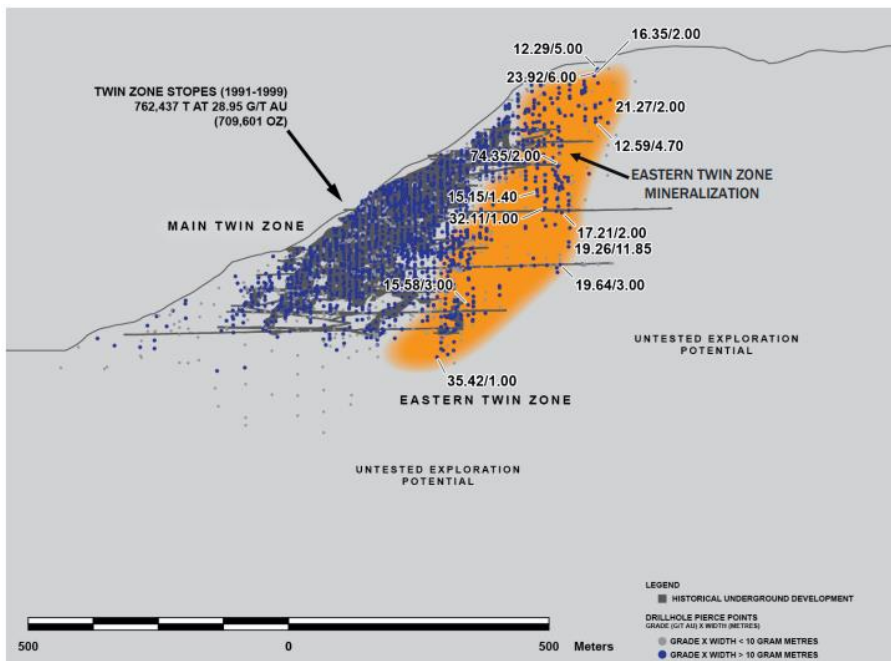 16.35/2.00
12.29/5.00
23.92/6.00
TWIN ZONE STOPES (1991-1999)
762,437 T AT 28.95 G/T AU
(709,601 OZ)
21.27/2.00
12.59/4.70
74.35/2.00
EASTERN TWIN ZONE
MINERALIZATION
15.15/1.40
32.11/1.00
MAIN TWIN ZONE
17.21/2.00
19.26/11.85
19.64/3.00
15.58/3.00
UNTESTED EXPLORATION
POTENTIAL
35.42/1.00
EASTERN TWIN ZONE
UNTESTED EXPLORATION
POTENTIAL
LEGEND
HISTORICAL UNDERGROUND DEVELOPMENT
DRILLHOLE PIERCE POINTS
GRADE (G/T AU) X WIDTH (METRES)
GRADE X WIDTH < 10 GRAM METRES
GRADE X WIDTH > 10 GRAM METRES
500 0 500 Meters